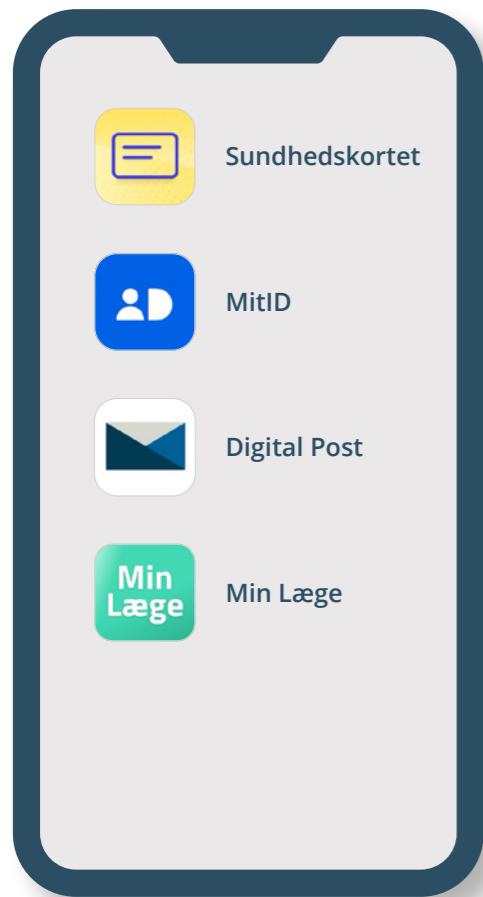 Sundhedskortet
MitID
Digital Post
Min
Læge
Min Læge